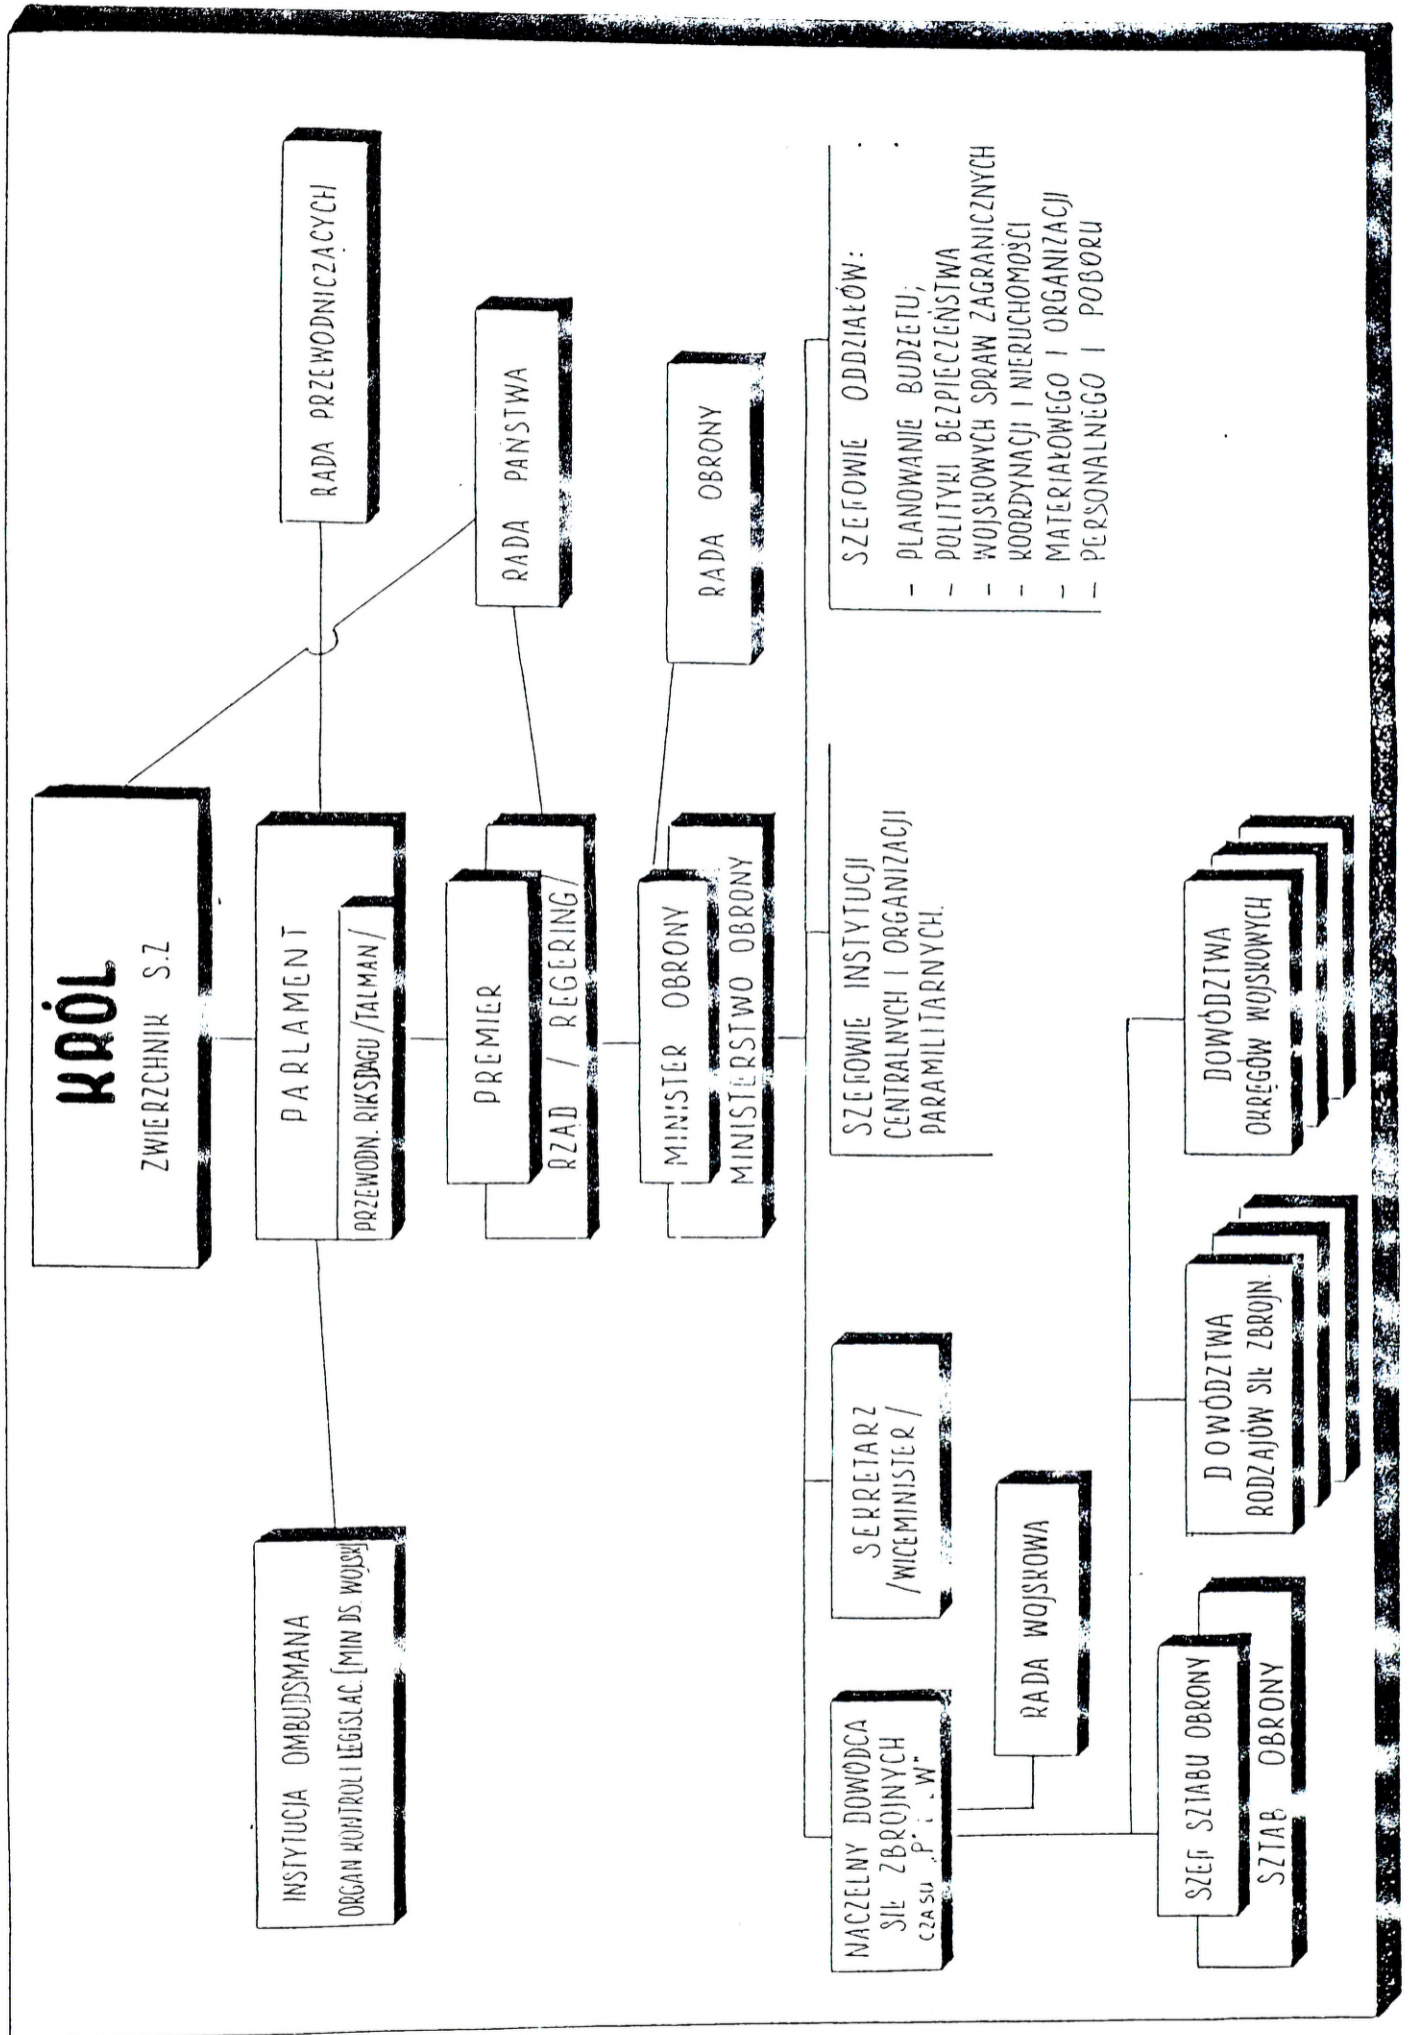 KRÓL
ZWIERZCHNIK S.Z
INSTYTUCJA OMBUDSMANA
ORGAN KONTROLI LEGISLAC. [MIN DS. WOJSK]
PARLAMENT
PRZEWODN. RIKSDAGU /TALMAN/
RADA PRZEWODNICZĄCYCH
PREMIER
RZĄD / REGERING/
RADA PAŃSTWA
MINISTER OBRONY
MINISTERSTWO OBRONY
RADA OBRONY
NACZELNY DOWÓDCA
SIŁ ZBROJNYCH
CZASU „P" i „W"
SEKRETARZ
/WICEMINISTER/
SZEFOWIE INSTYTUCJI
CENTRALNYCH I ORGANIZACJI
PARAMILITARNYCH.
SZEFOWIE ODDZIAŁÓW:
- PLANOWANIE BUDŻETU;
- POLITYKI BEZPIECZEŃSTWA
- WOJSKOWYCH SPRAW ZAGRANICZNYCH
- KOORDYNACJI I NIERUCHOMOŚCI
- MATERIAŁOWEGO I ORGANIZACJI
- PERSONALNEGO I POBORU
RADA WOJSKOWA
SZEF SZTABU OBRONY
SZTAB OBRONY
DOWÓDZTWA
RODZAJÓW SIŁ ZBROJN.
DOWÓDZTWA
OKRĘGÓW WOJSKOWYCH